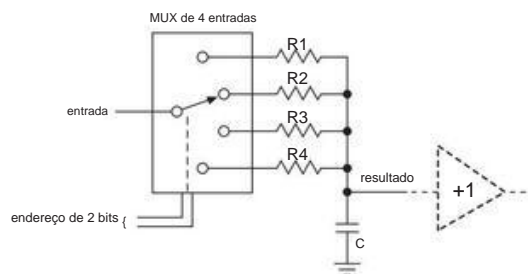 MUX de 4 entradas
R1
R2
entrada
R3
R4
resultado
+1
endereço de 2 bits {
C